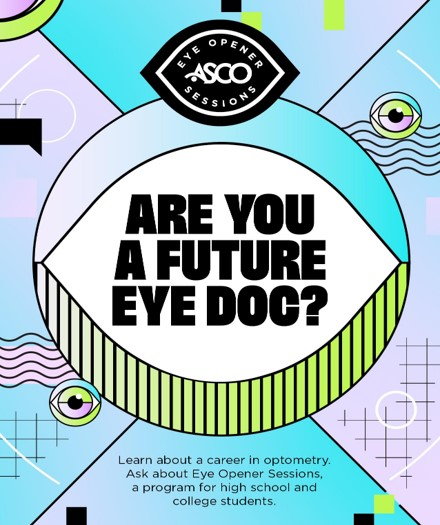 EYE OPENER
ASCO
SESSIONS
ARE YOU
A FUTURE
EYE DOC?
Learn about a career in optometry.
Ask about Eye Opener Sessions,
a program for high school and
college students.